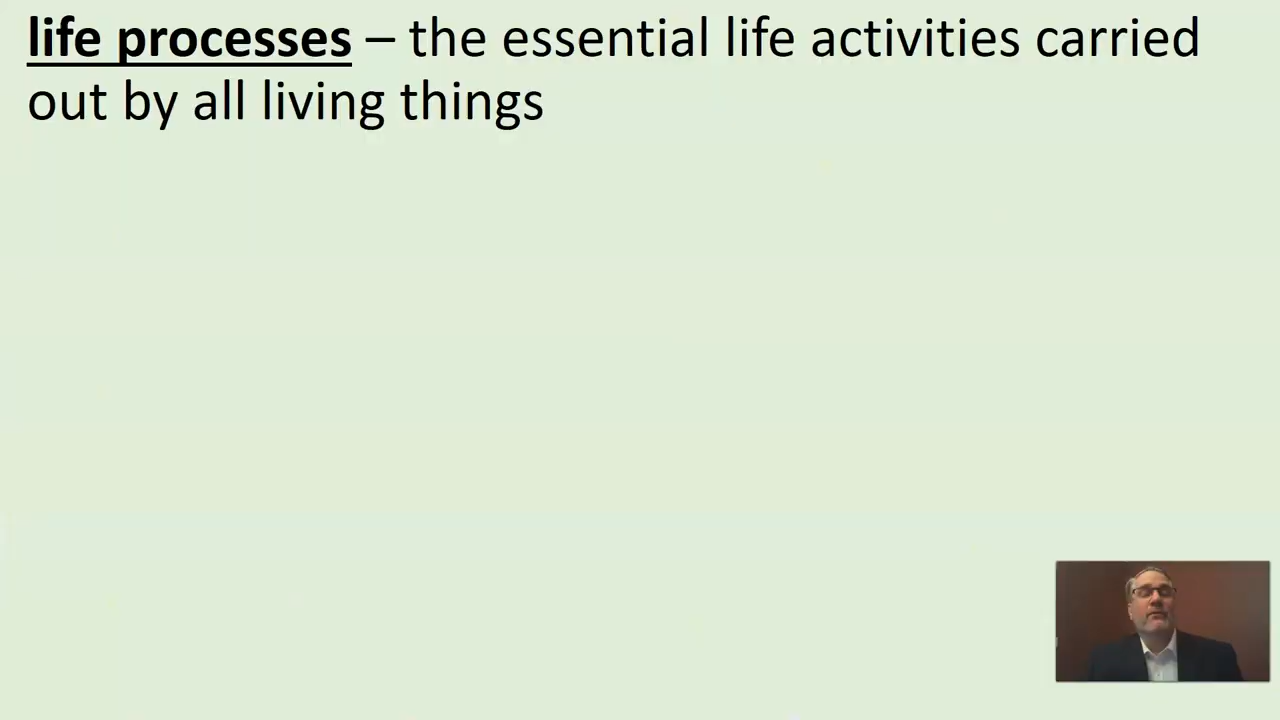 life processes – the essential life activities carried
out by all living things